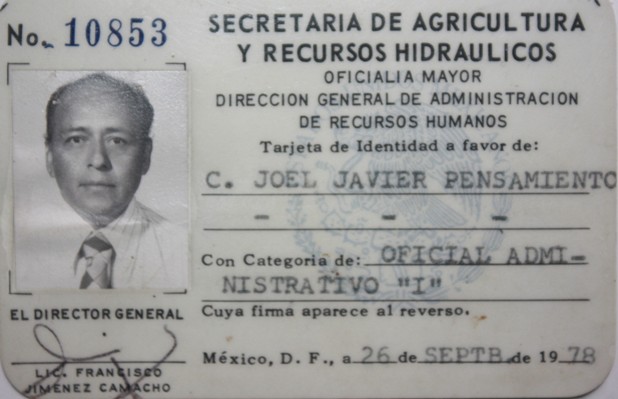 No. 10853
SECRETARIA DE AGRICULTURA
Y RECURSOS HIDRAULICOS
OFICIALIA MAYOR
DIRECCION GENERAL DE ADMINISTRACION
DE RECURSOS HUMANOS
Tarjeta de Identidad a favor de:
C. JOEL JAVIER PENSAMIENTO
- - -
Con Categoria de: OFICIAL ADMI-
NISTRATIVO "I"
Cuya firma aparece al reverso.
México, D. F., a 26 de SEPTB. de 1978
EL DIRECTOR GENERAL
LIC. FRANCISCO
JIMENEZ CAMACHO